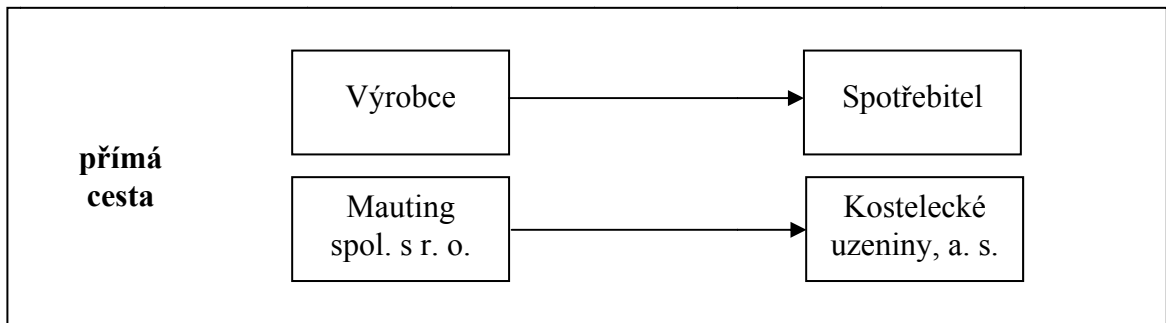 přímá
cesta
Výrobce
Spotřebitel
Mauting
spol. s r. o.
Kostelecké
uzeniny, a. s.